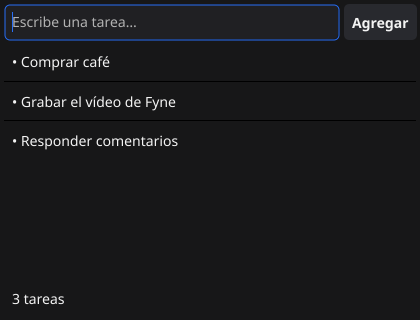 Escribe una tarea...
Agregar
• Comprar café
• Grabar el vídeo de Fyne
• Responder comentarios
3 tareas